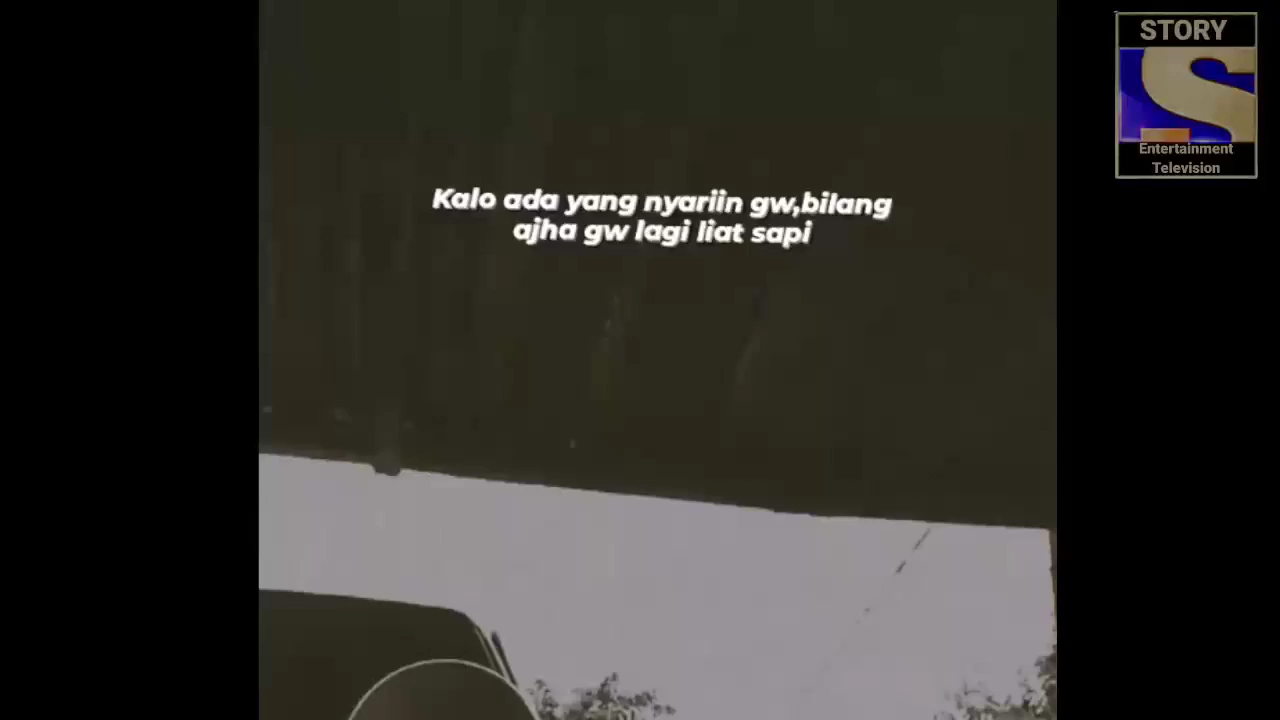 STORY
Entertainment
Television
Kalo ada yang nyariin gw,bilang
ajha gw lagi liat sapi